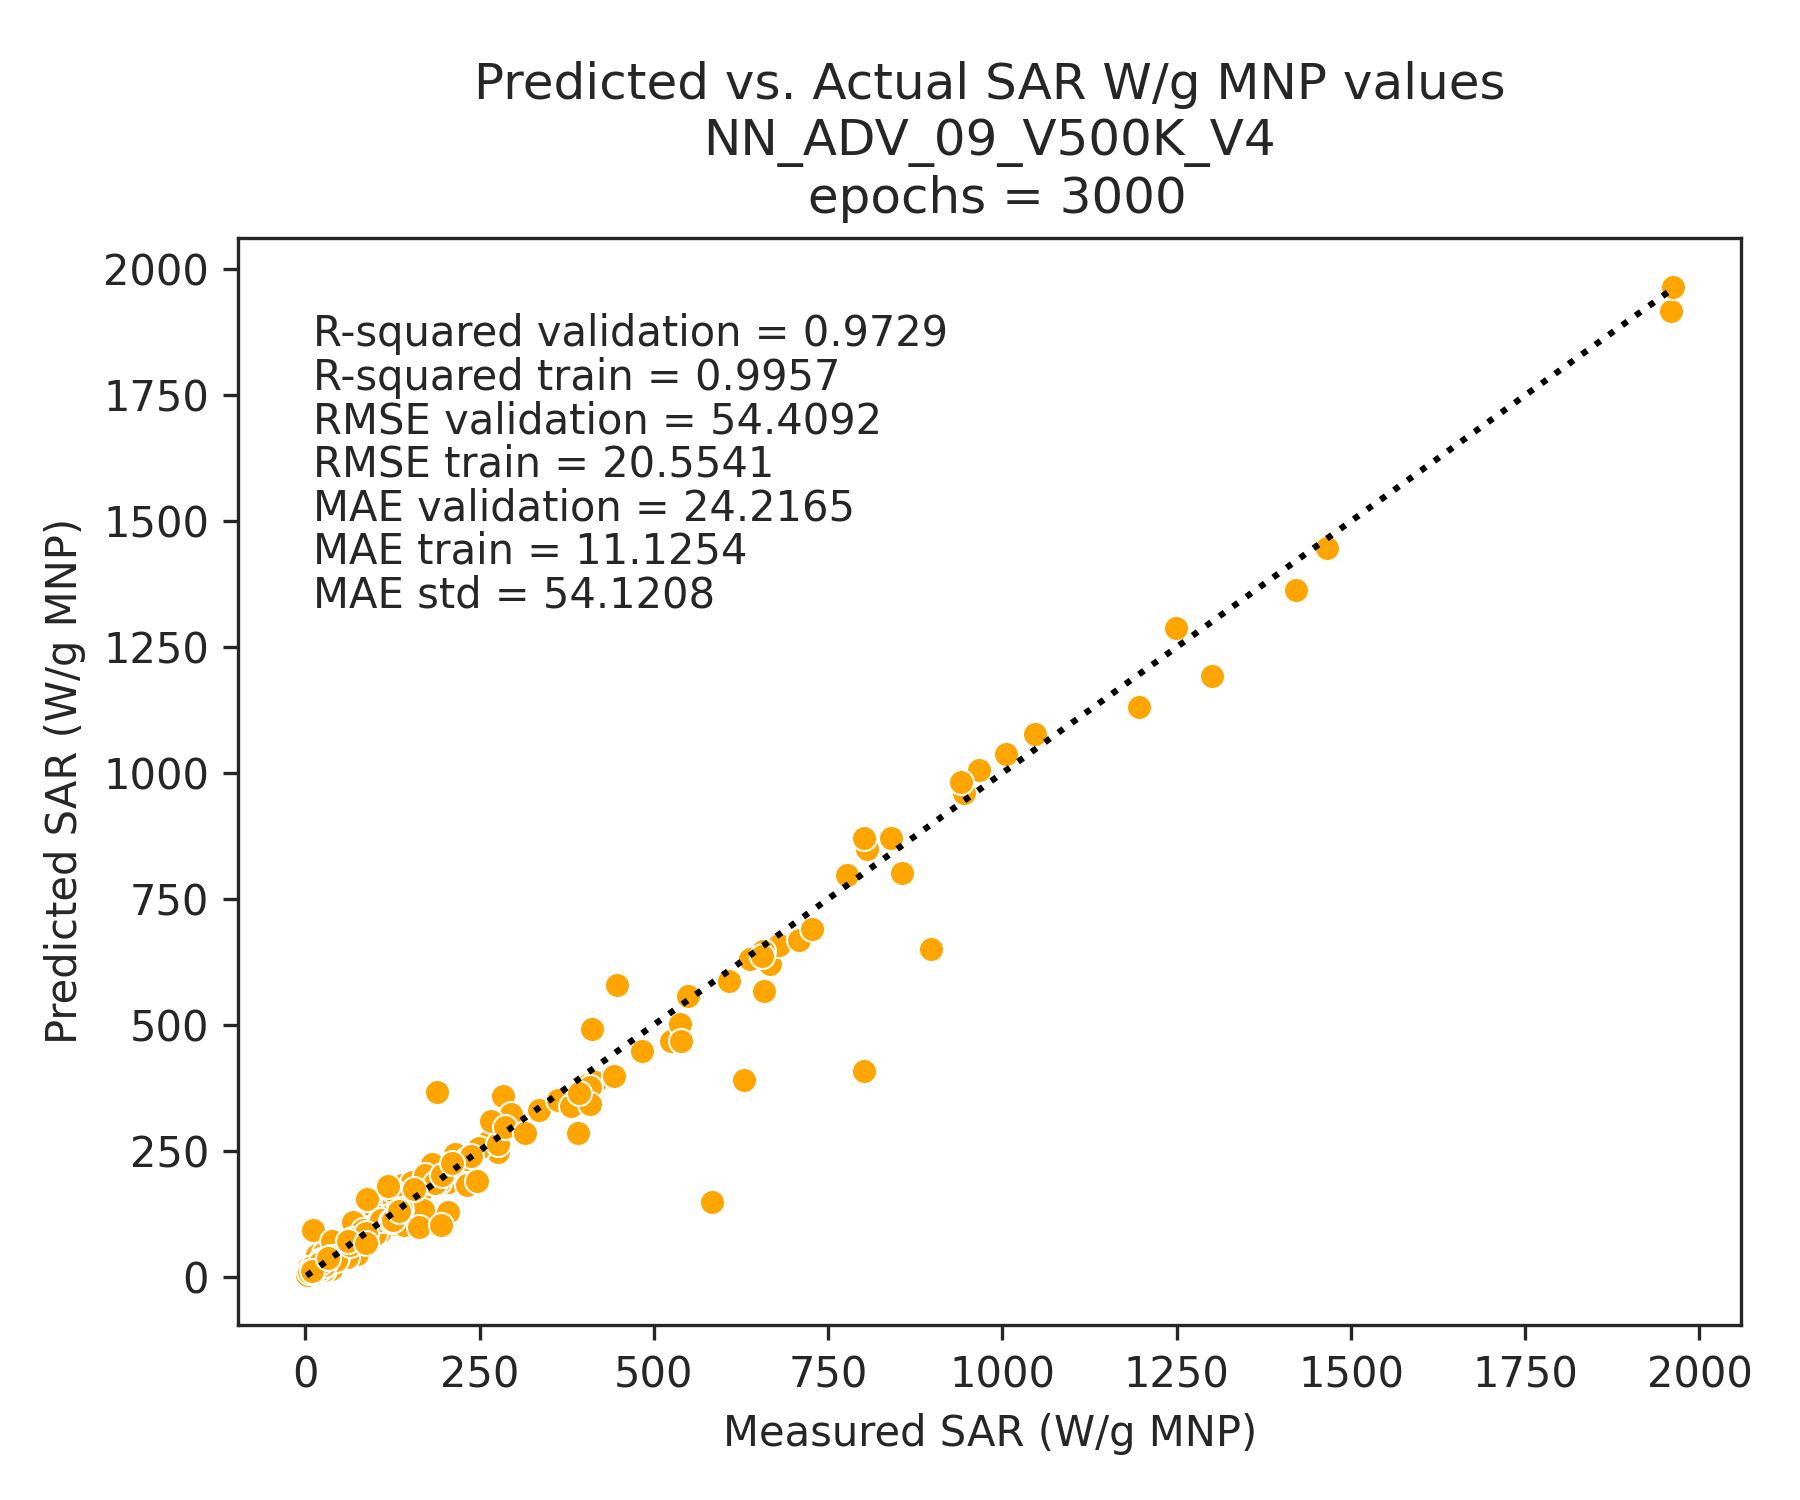 Predicted vs. Actual SAR W/g MNP values
NN_ADV_09_V500K_V4
epochs = 3000
R-squared validation = 0.9729
R-squared train = 0.9957
RMSE validation = 54.4092
RMSE train = 20.5541
MAE validation = 24.2165
MAE train = 11.1254
MAE std = 54.1208
Predicted SAR (W/g MNP)
2000
1750
1500
1250
1000
750
500
250
0
0 250 500 750 1000 1250 1500 1750 2000
Measured SAR (W/g MNP)